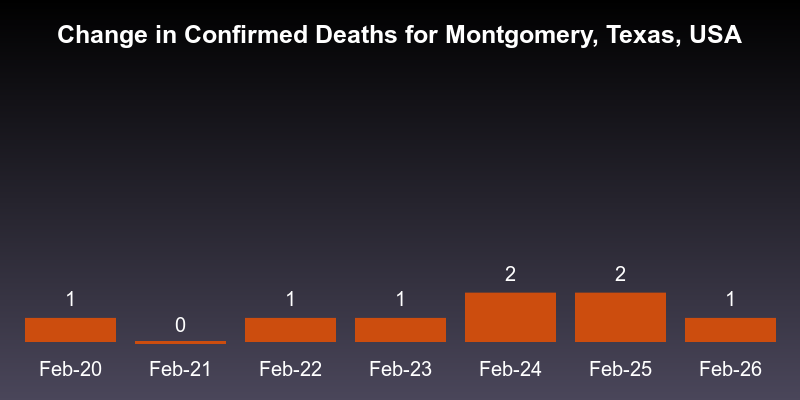 Change in Confirmed Deaths for Montgomery, Texas, USA
1 0 1 1 2 2 1
Feb-20 Feb-21 Feb-22 Feb-23 Feb-24 Feb-25 Feb-26